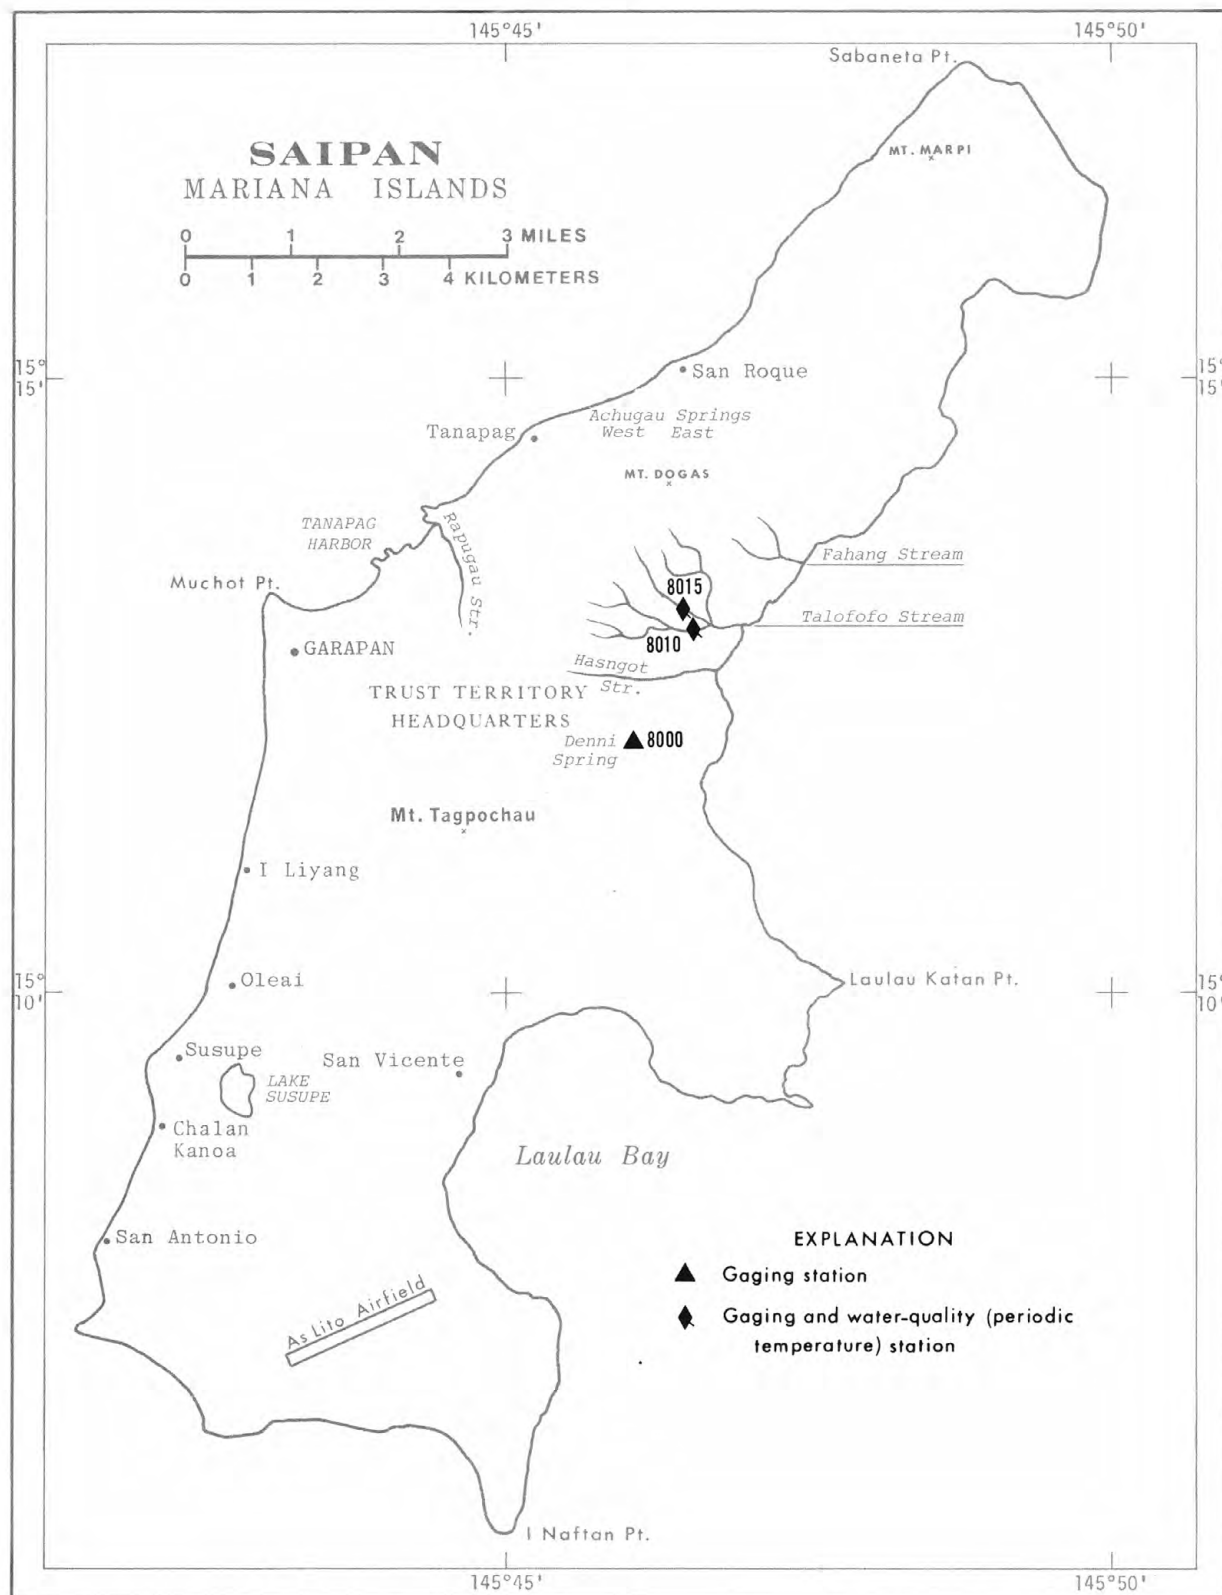 145°45'
145°50'
Sabaneta Pt.
SAIPAN
MARIANA ISLANDS
MT. MARPI
0 1 2 3 MILES
0 1 2 3 4 KILOMETERS
15°
15'
15°
15'
San Roque
Achugau Springs
West East
Tanapag
MT. DOGAS
TANAPAG
HARBOR
Rapugau Str.
Fahang Stream
Muchot Pt.
8015
Talofofo Stream
8010
GARAPAN
Hasngot
Str.
TRUST TERRITORY
HEADQUARTERS
Denni
Spring
8000
Mt. Tagpochau
I Liyang
Oleai
15°
10'
Laulau Katan Pt.
15°
10'
Susupe
San Vicente
LAKE
SUSUPE
Chalan
Kanoa
Laulau Bay
San Antonio
EXPLANATION
Gaging station
As Lito Airfield
Gaging and water-quality (periodic
temperature) station
I Naftan Pt.
145°45'
145°50'